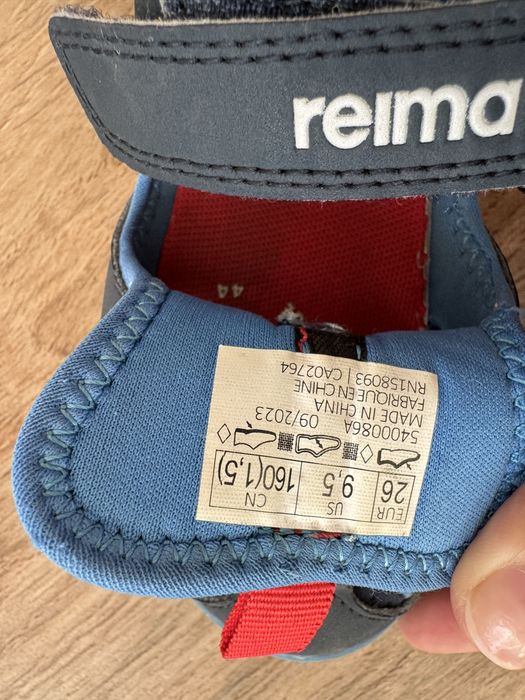 reima
44
EUR US CN
26 9,5 160(1,5)
5400086A 09/2023
MADE IN CHINA
FABRIQUE EN CHINE
RN158093 | CA02764